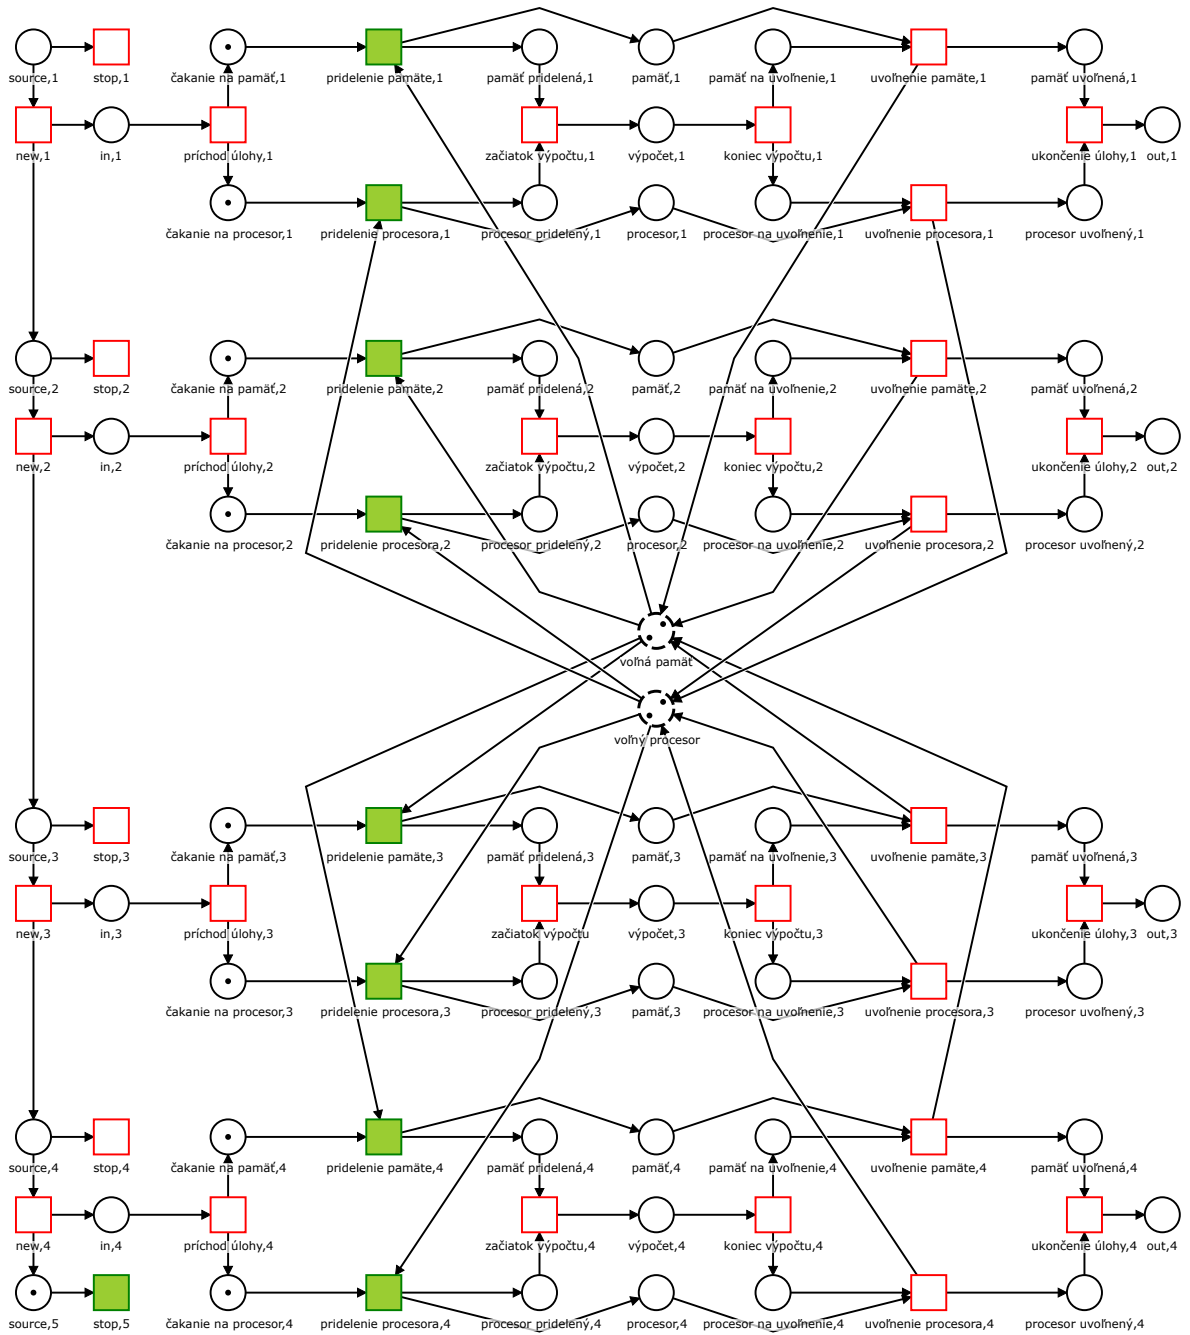 source,1 stop,1 čakanie na pamäť,1 pridelenie pamäte,1 pamäť pridelená,1 pamäť,1 pamäť na uvoľnenie,1 uvoľnenie pamäte,1 pamäť uvoľnená,1
new,1 in,1 príchod úlohy,1 začiatok výpočtu,1 výpočet,1 koniec výpočtu,1 ukončenie úlohy,1 out,1
čakanie na procesor,1 pridelenie procesora,1 procesor pridelený,1 procesor,1 procesor na uvoľnenie,1 uvoľnenie procesora,1 procesor uvoľnený,1
source,2 stop,2 čakanie na pamäť,2 pridelenie pamäte,2 pamäť pridelená,2 pamäť,2 pamäť na uvoľnenie,2 uvoľnenie pamäte,2 pamäť uvoľnená,2
new,2 in,2 príchod úlohy,2 začiatok výpočtu,2 výpočet,2 koniec výpočtu,2 ukončenie úlohy,2 out,2
čakanie na procesor,2 pridelenie procesora,2 procesor pridelený,2 procesor,2 procesor na uvoľnenie,2 uvoľnenie procesora,2 procesor uvoľnený,2
voľná pamäť
voľný procesor
source,3 stop,3 čakanie na pamäť,3 pridelenie pamäte,3 pamäť pridelená,3 pamäť,3 pamäť na uvoľnenie,3 uvoľnenie pamäte,3 pamäť uvoľnená,3
new,3 in,3 príchod úlohy,3 začiatok výpočtu výpočet,3 koniec výpočtu,3 ukončenie úlohy,3 out,3
čakanie na procesor,3 pridelenie procesora,3 procesor pridelený,3 pamäť,3 procesor na uvoľnenie,3 uvoľnenie procesora,3 procesor uvoľnený,3
source,4 stop,4 čakanie na pamäť,4 pridelenie pamäte,4 pamäť pridelená,4 pamäť,4 pamäť na uvoľnenie,4 uvoľnenie pamäte,4 pamäť uvoľnená,4
new,4 in,4 príchod úlohy,4 začiatok výpočtu,4 výpočet,4 koniec výpočtu,4 ukončenie úlohy,4 out,4
source,5 stop,5 čakanie na procesor,4 pridelenie procesora,4 procesor pridelený,4 procesor,4 procesor na uvoľnenie,4 uvoľnenie procesora,4 procesor uvoľnený,4